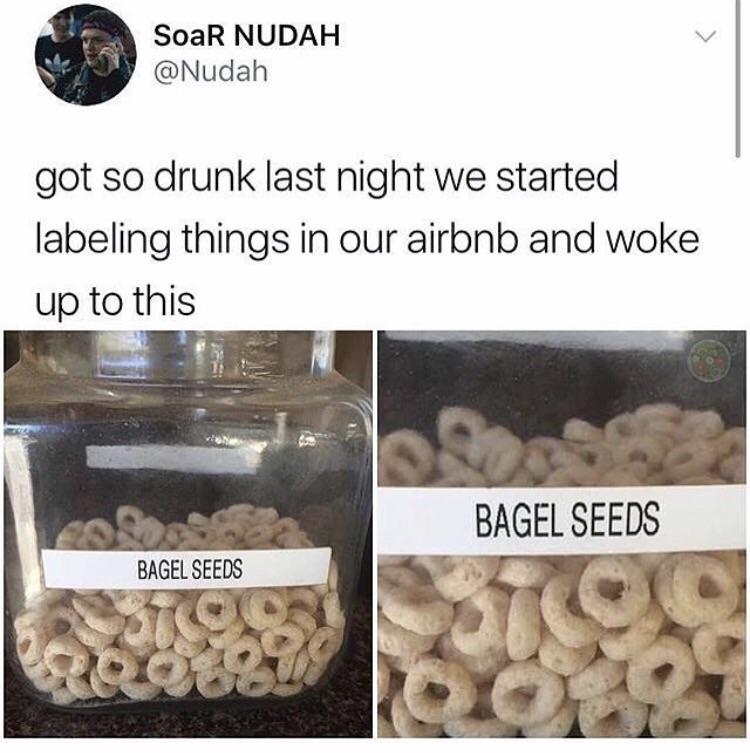 SoaR NUDAH
@Nudah
got so drunk last night we started
labeling things in our airbnb and woke
up to this
BAGEL SEEDS
BAGEL SEEDS